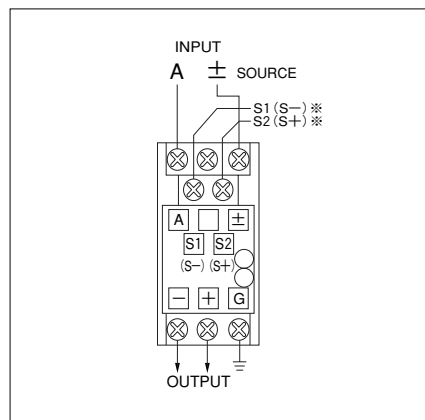 INPUT
A ± SOURCE
S1 (S−) ※
S2 (S+) ※
A ±
S1 S2
(S−) (S+)
− + G
OUTPUT